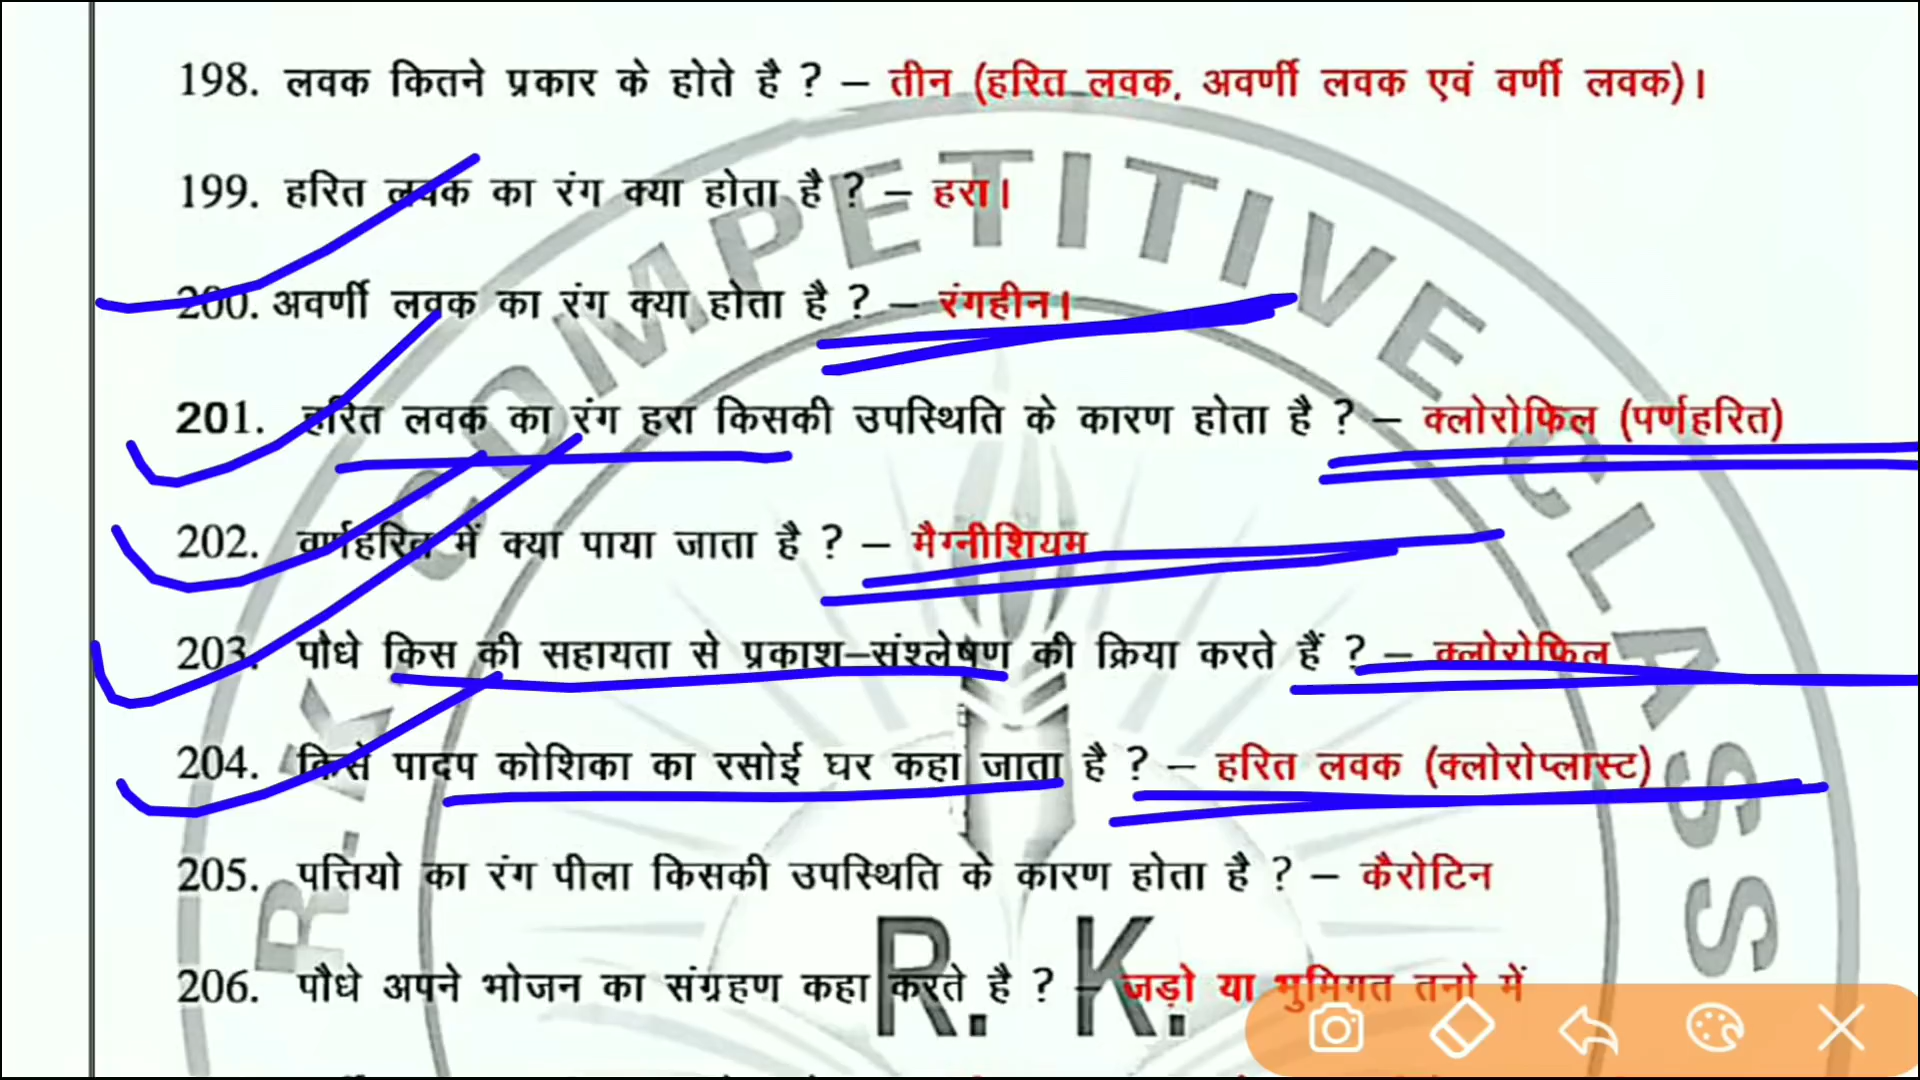 198. लवक कितने प्रकार के होते है ? – तीन (हरित लवक, अवर्णी लवक एवं वर्णी लवक)।
199. हरित लवक का रंग क्या होता है ? – हरा।
200. अवर्णी लवक का रंग क्या होता है ? – रंगहीन।
201. हरित लवक का रंग हरा किसकी उपस्थिति के कारण होता है ? – क्लोरोफिल (पर्णहरित)
202. वर्णहरित में क्या पाया जाता है ? – मैग्नीशियम
203. पौधे किस की सहायता से प्रकाश–संश्लेषण की क्रिया करते हैं ? – क्लोरोफिल
204. किसे पादप कोशिका का रसोई घर कहा जाता है ? – हरित लवक (क्लोरोप्लास्ट)
205. पत्तियो का रंग पीला किसकी उपस्थिति के कारण होता है ? – कैरोटिन
206. पौधे अपने भोजन का संग्रहण कहा करते है ? – जड़ो या भुमिगत तनो में
R.K. COMPETITIVE CLASS
R. K.